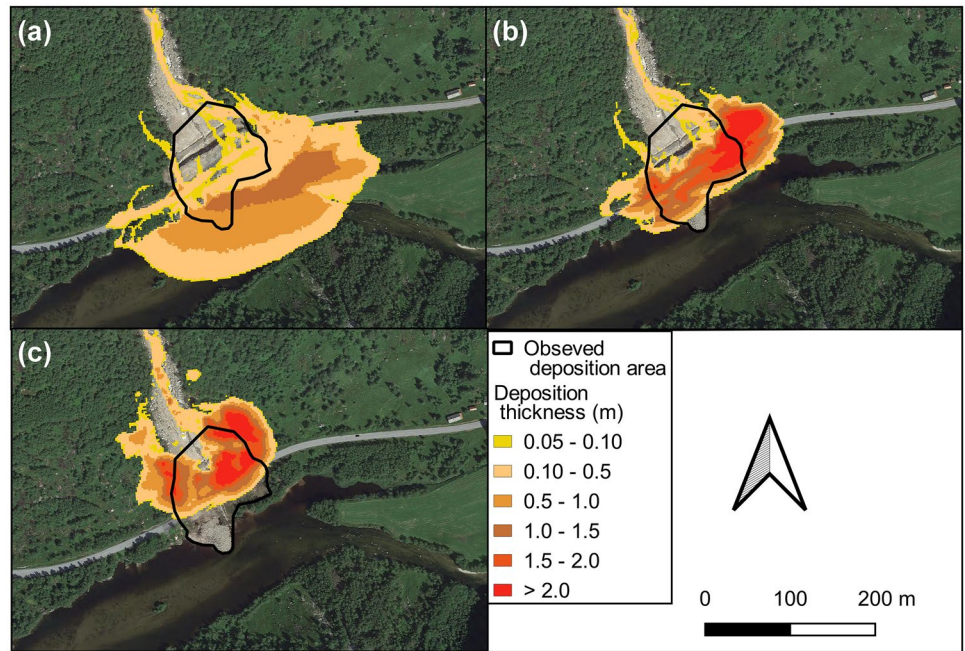 (a)
(b)
(c)
Obseved
deposition area
Deposition
thickness (m)
0.05 - 0.10
0.10 - 0.5
0.5 - 1.0
1.0 - 1.5
1.5 - 2.0
> 2.0
0 100 200 m